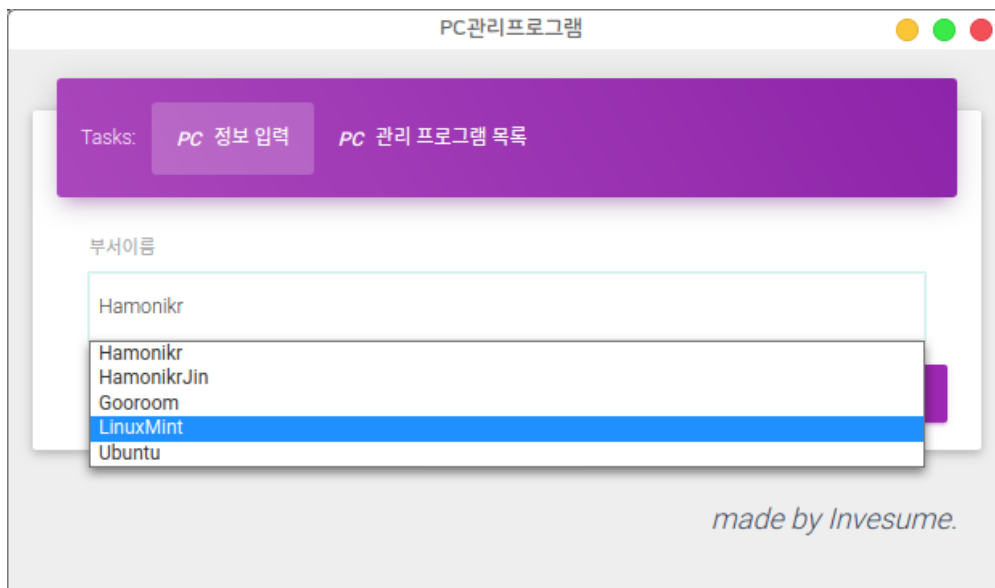 PC관리프로그램
Tasks: PC 정보 입력 PC 관리 프로그램 목록
부서이름
Hamonikr
Hamonikr
HamonikrJin
Gooroom
LinuxMint
Ubuntu
made by Invesume.